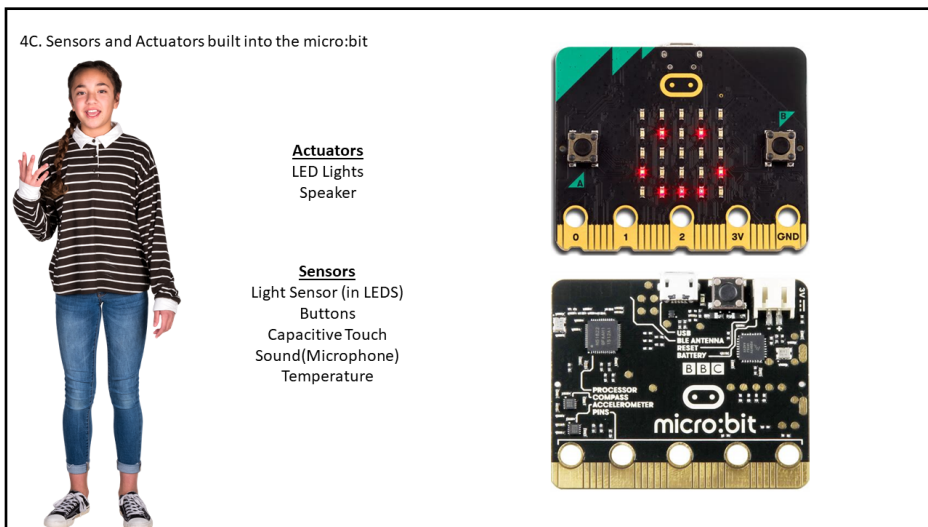 4C. Sensors and Actuators built into the micro:bit
Actuators
LED Lights
Speaker
Sensors
Light Sensor (in LEDS)
Buttons
Capacitive Touch
Sound(Microphone)
Temperature
A
B
0 1 2 3V GND
3V
USB
BLE ANTENNA
RESET
BATTERY
BBC
PROCESSOR
COMPASS
ACCELEROMETER
PINS
micro:bit